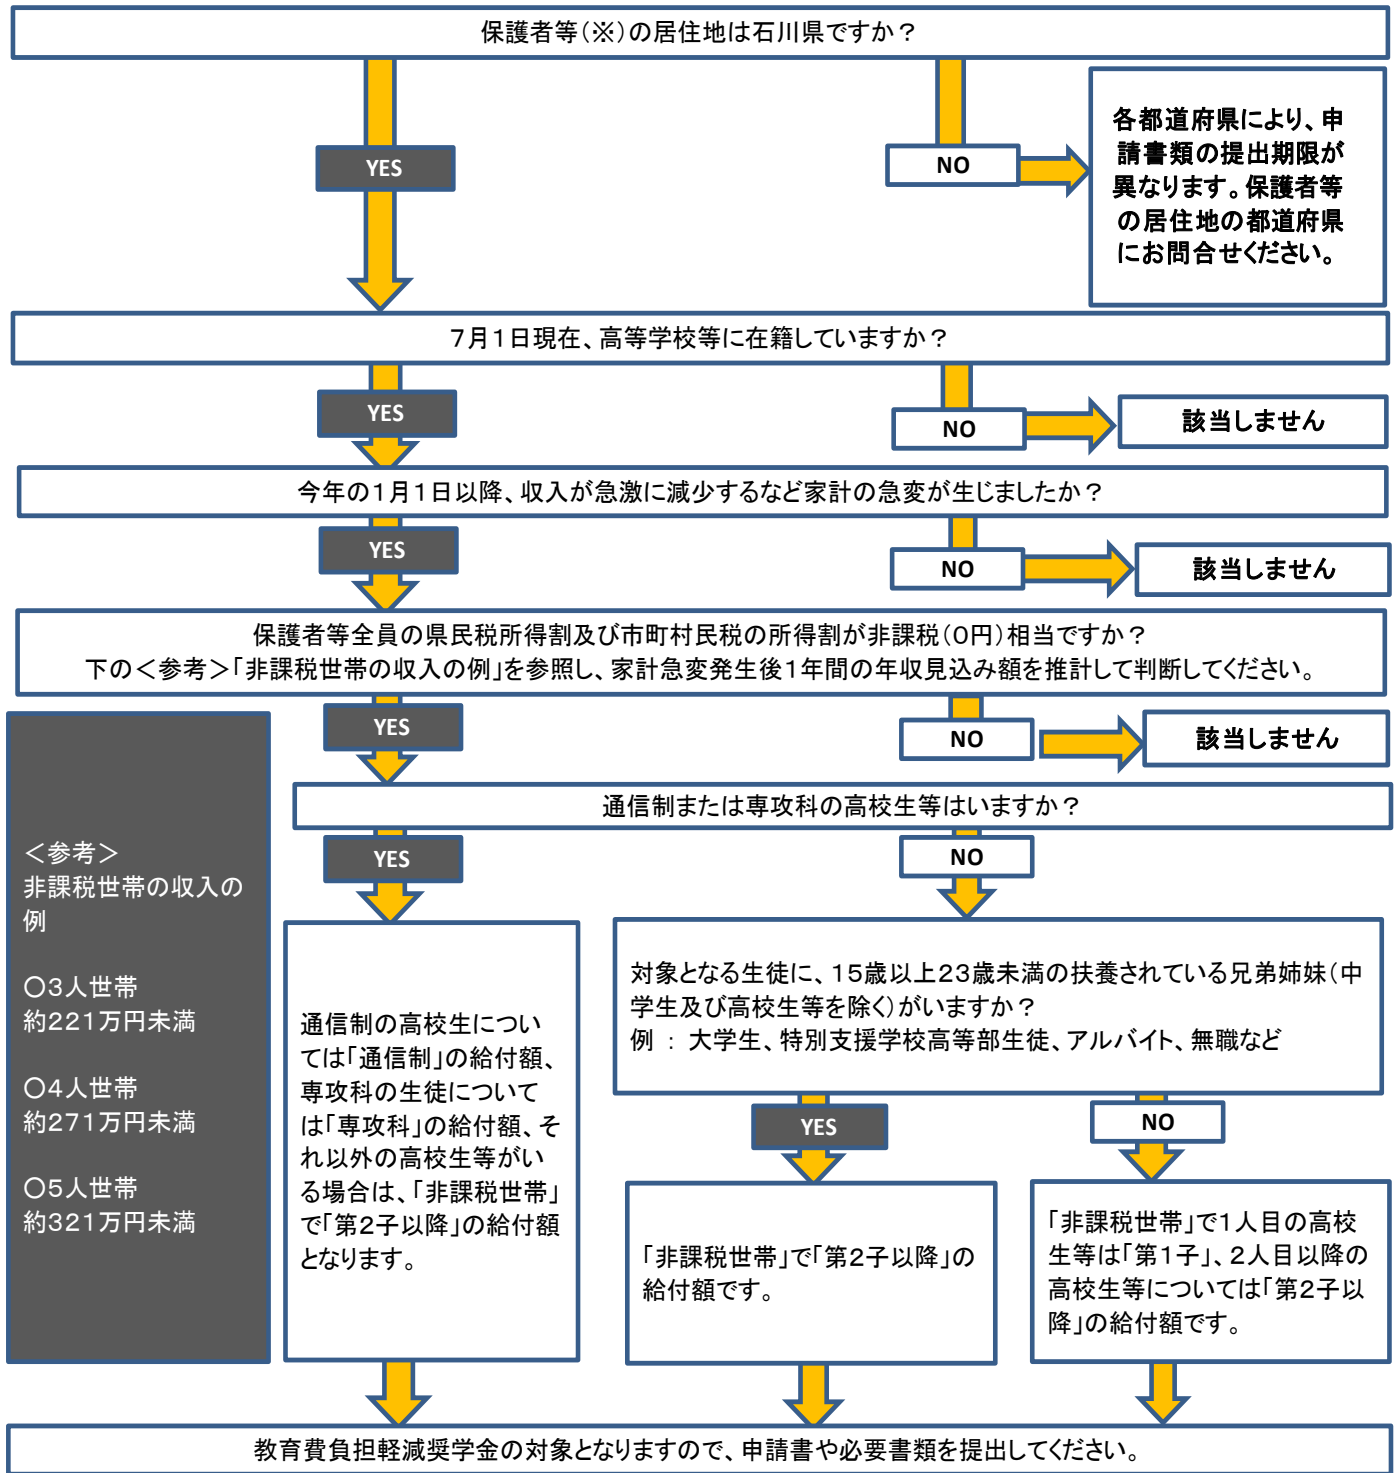 保護者等(※)の居住地は石川県ですか？
YES
NO
各都道府県により、申
請書類の提出期限が
異なります。保護者等
の居住地の都道府県
にお問合せください。
7月1日現在、高等学校等に在籍していますか？
YES
NO
該当しません
今年の1月1日以降、収入が急激に減少するなど家計の急変が生じましたか？
YES
NO
該当しません
保護者等全員の県民税所得割及び市町村民税の所得割が非課税(0円)相当ですか？
下の＜参考＞「非課税世帯の収入の例」を参照し、家計急変発生後1年間の年収見込み額を推計して判断してください。
YES
NO
該当しません
通信制または専攻科の高校生等はいますか？
YES
NO
＜参考＞
非課税世帯の収入の
例
○3人世帯
約221万円未満
○4人世帯
約271万円未満
○5人世帯
約321万円未満
通信制の高校生につい
ては「通信制」の給付額、
専攻科の生徒について
は「専攻科」の給付額、そ
れ以外の高校生等がい
る場合は、「非課税世帯」
で「第2子以降」の給付額
となります。
対象となる生徒に、15歳以上23歳未満の扶養されている兄弟姉妹(中
学生及び高校生等を除く)がいますか？
例 : 大学生、特別支援学校高等部生徒、アルバイト、無職など
YES
NO
「非課税世帯」で「第2子以降」の
給付額です。
「非課税世帯」で1人目の高校
生等は「第1子」、2人目以降の
高校生等については「第2子以
降」の給付額です。
教育費負担軽減奨学金の対象となりますので、申請書や必要書類を提出してください。